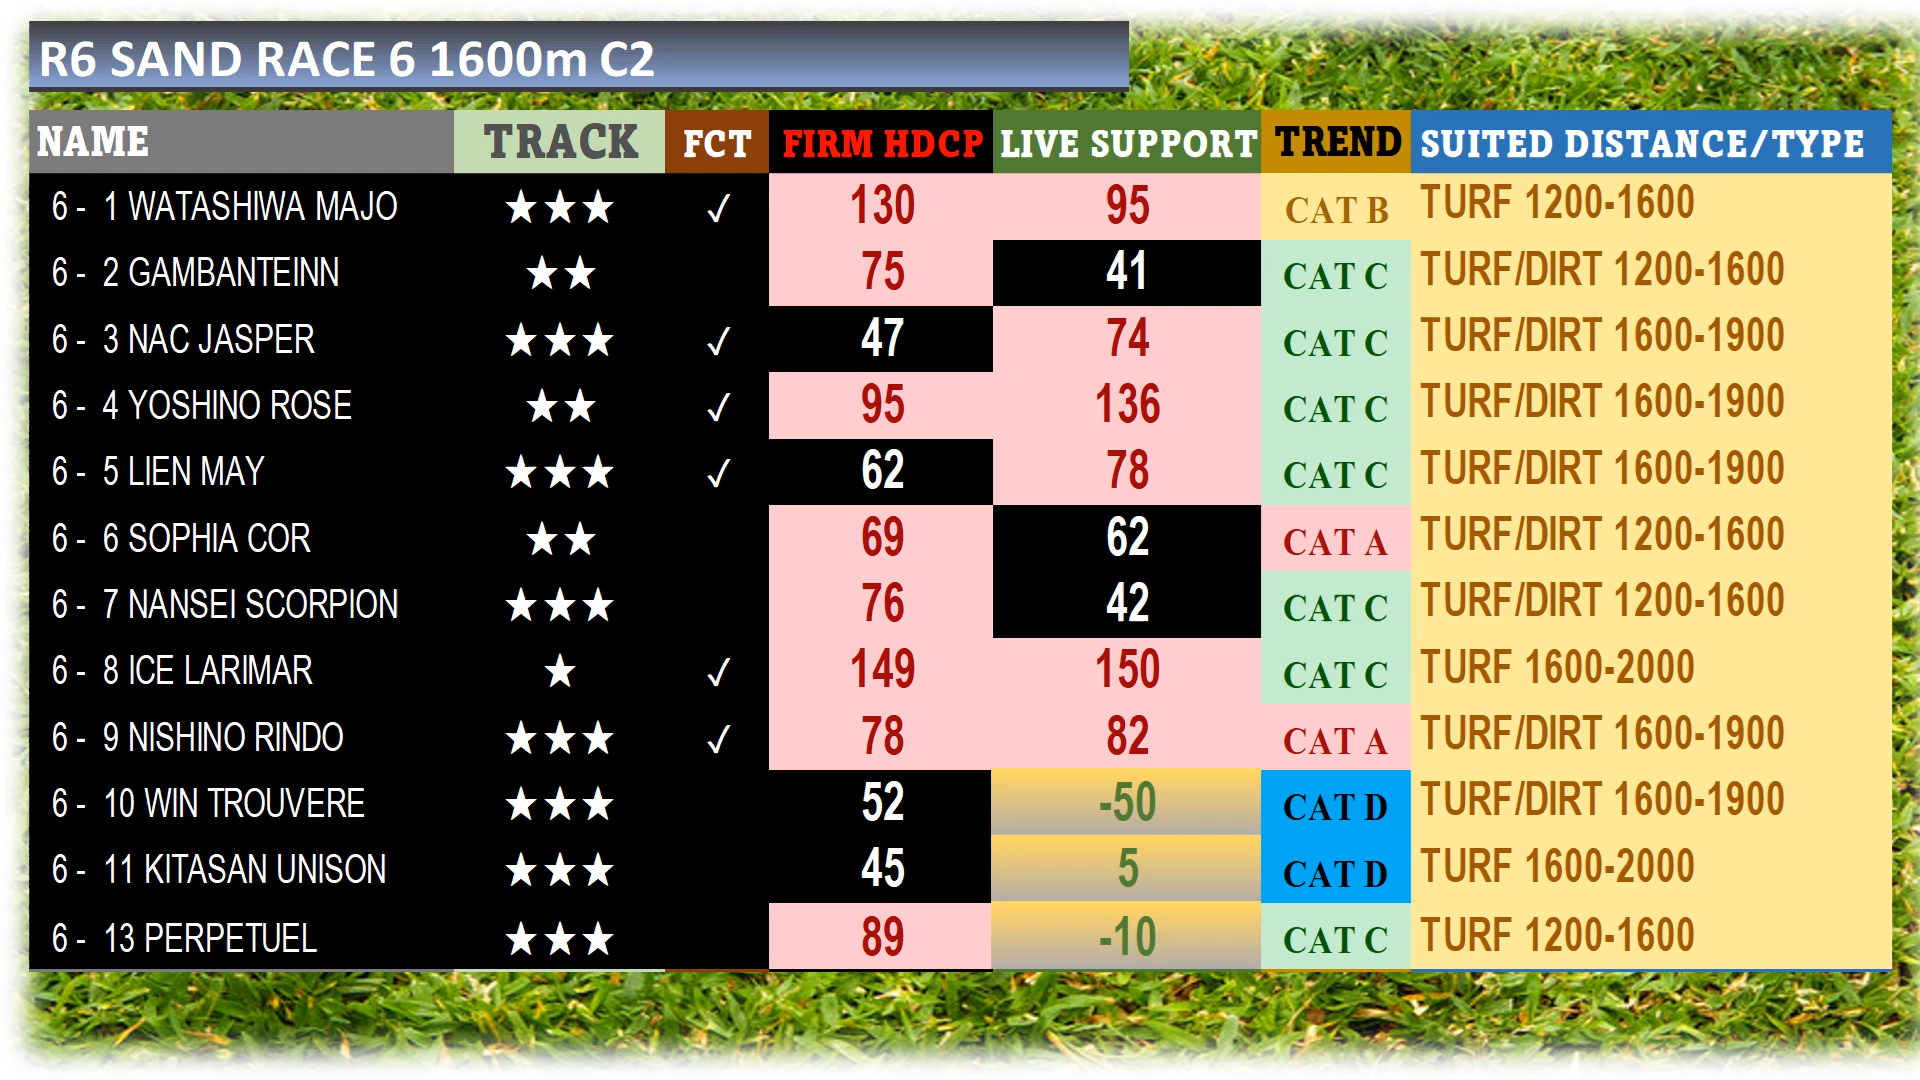 R6 SAND RACE 6 1600m C2
NAME TRACK FCT FIRM HDCP LIVE SUPPORT TREND SUITED DISTANCE/TYPE
6 - 1 WATASHIWA MAJO ★★★ ✓ 130 95 CAT B TURF 1200-1600
6 - 2 GAMBANTEINN ★★ 75 41 CAT C TURF/DIRT 1200-1600
6 - 3 NAC JASPER ★★★ ✓ 47 74 CAT C TURF/DIRT 1600-1900
6 - 4 YOSHINO ROSE ★★ ✓ 95 136 CAT C TURF/DIRT 1600-1900
6 - 5 LIEN MAY ★★★ ✓ 62 78 CAT C TURF/DIRT 1600-1900
6 - 6 SOPHIA COR ★★ 69 62 CAT A TURF/DIRT 1200-1600
6 - 7 NANSEI SCORPION ★★★ 76 42 CAT C TURF/DIRT 1200-1600
6 - 8 ICE LARIMAR ★ ✓ 149 150 CAT C TURF 1600-2000
6 - 9 NISHINO RINDO ★★★ ✓ 78 82 CAT A TURF/DIRT 1600-1900
6 - 10 WIN TROUVERE ★★★ 52 -50 CAT D TURF/DIRT 1600-1900
6 - 11 KITASAN UNISON ★★★ 45 5 CAT D TURF 1600-2000
6 - 13 PERPETUEL ★★★ 89 -10 CAT C TURF 1200-1600